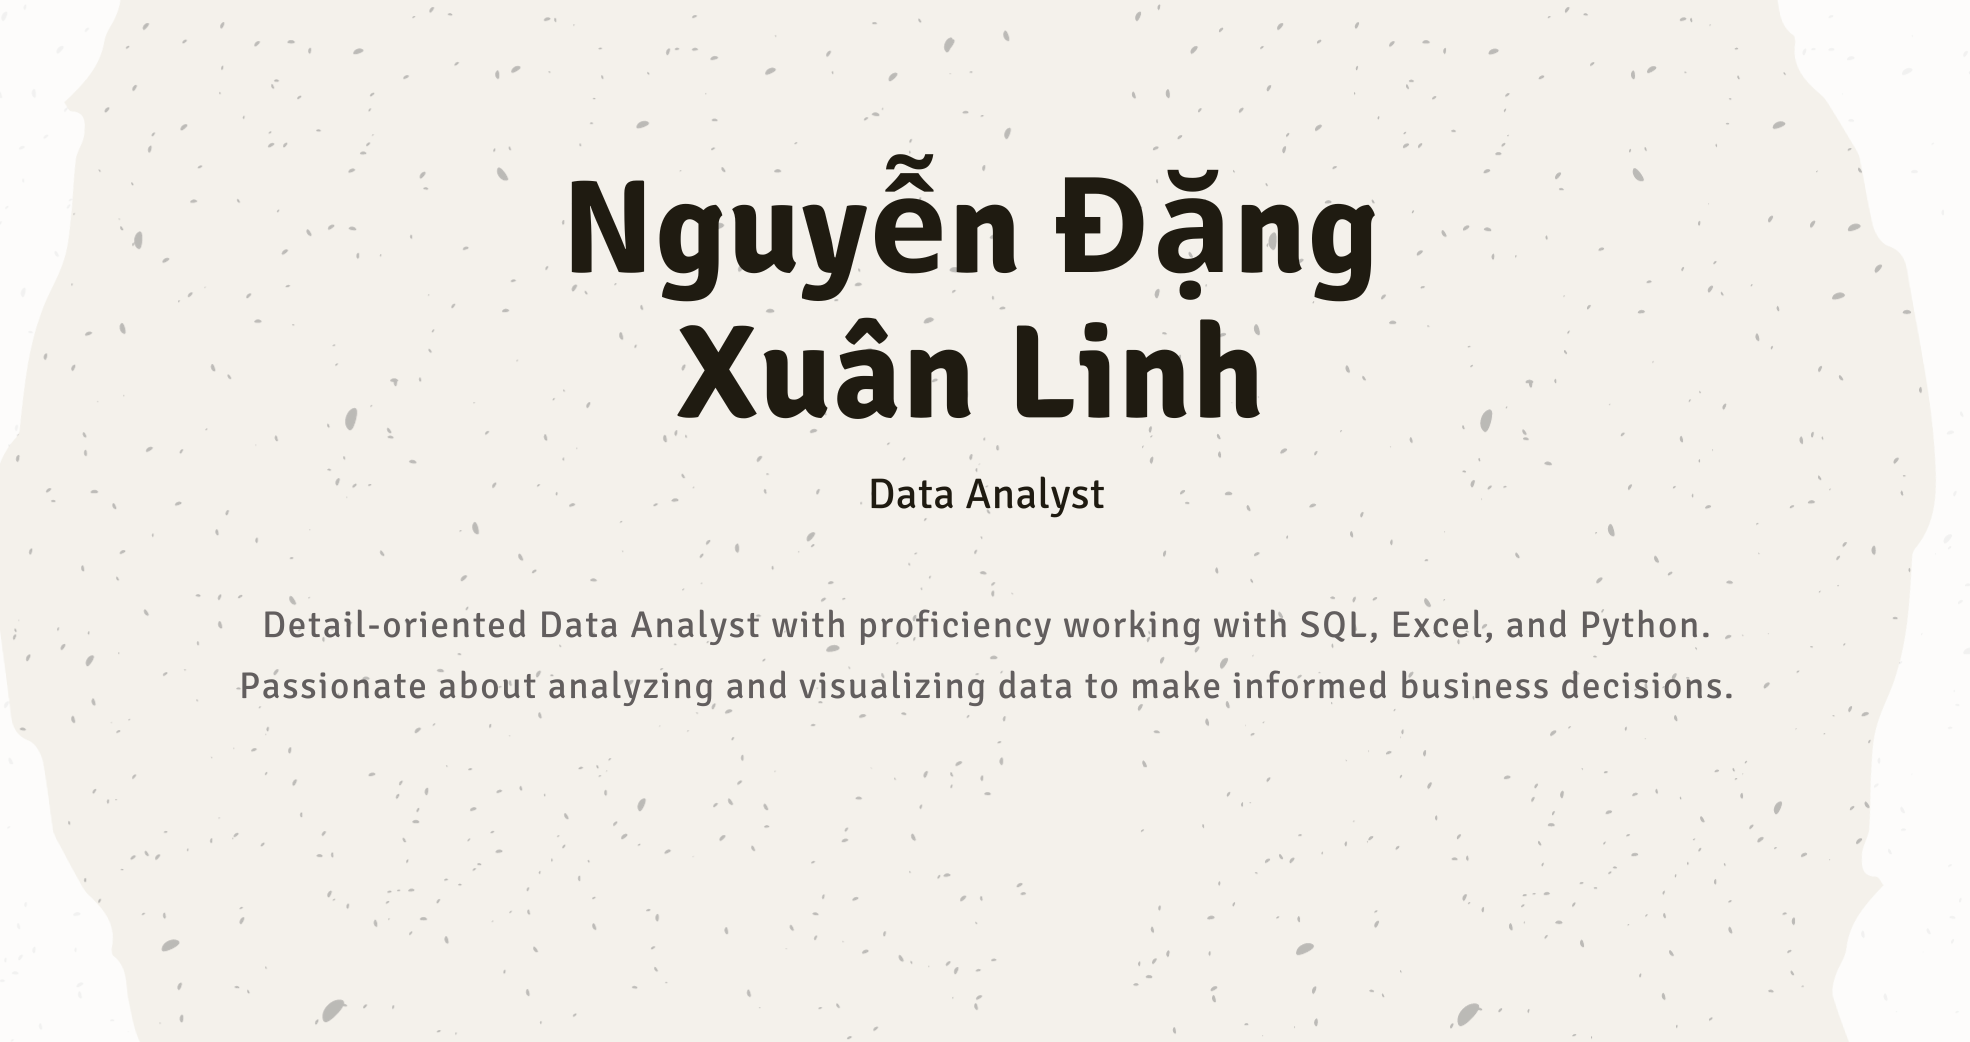 Nguyễn Đặng
Xuân Linh
Data Analyst
Detail-oriented Data Analyst with proficiency working with SQL, Excel, and Python.
Passionate about analyzing and visualizing data to make informed business decisions.